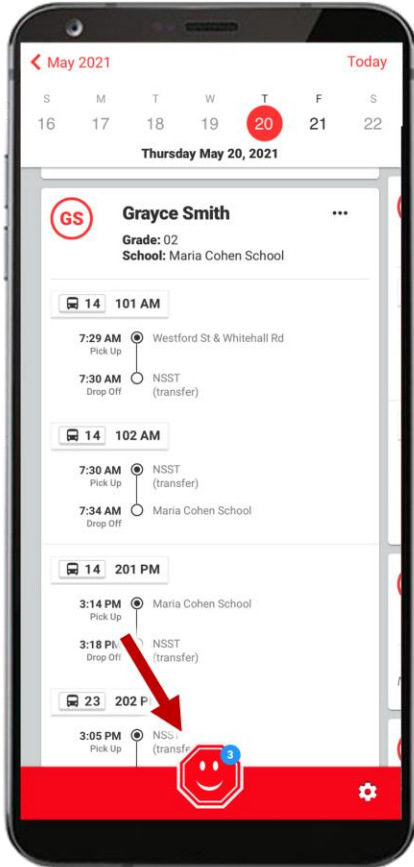 May 2021 Today
S M T W T F S
16 17 18 19 20 21 22
Thursday May 20, 2021
GS Grayce Smith
Grade: 02
School: Maria Cohen School
14 101 AM
7:29 AM Westford St & Whitehall Rd
Pick Up
7:30 AM NSST
Drop Off (transfer)
14 102 AM
7:30 AM NSST
Pick Up (transfer)
7:34 AM Maria Cohen School
Drop Off
14 201 PM
3:14 PM Maria Cohen School
Pick Up
3:18 PM NSST
Drop Off (transfer)
23 202 P
3:05 PM
Pick Up
3